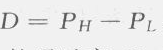 D = P_H − P_L